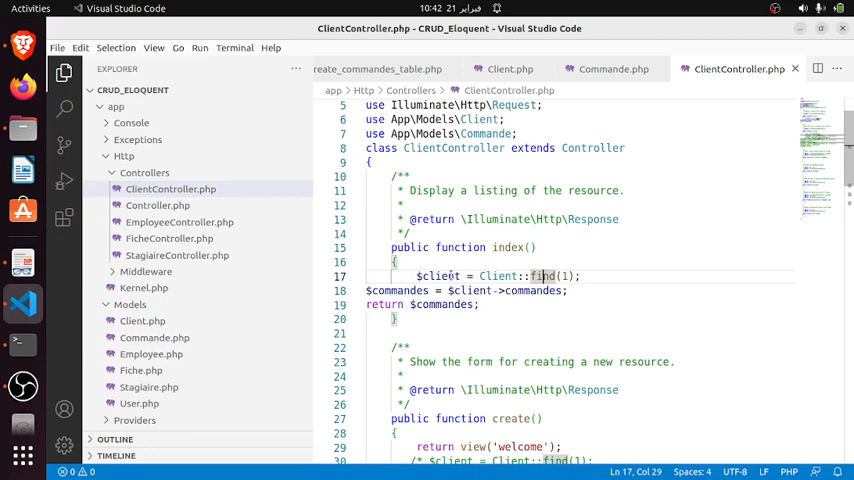 Activities
Visual Studio Code
10:42 21 فبراير
ClientController.php - CRUD_Eloquent - Visual Studio Code
File Edit Selection View Go Run Terminal Help
EXPLORER
create_commandes_table.php Client.php Commande.php ClientController.php
app > Http > Controllers > ClientController.php
CRUD_ELOQUENT
app
Console
Exceptions
Http
Controllers
ClientController.php
Controller.php
EmployeeController.php
FicheController.php
StagiaireController.php
Middleware
Kernel.php
Models
Client.php
Commande.php
Employee.php
Fiche.php
Stagiaire.php
User.php
Providers
OUTLINE
TIMELINE
5 use Illuminate\Http\Request;
6 use App\Models\Client;
7 use App\Models\Commande;
8 class ClientController extends Controller
9 {
10 /**
11 * Display a listing of the resource.
12 *
13 * @return \Illuminate\Http\Response
14 */
15 public function index()
16 {
17 $client = Client::find(1);
18 $commandes = $client->commandes;
19 return $commandes;
20 }
21
22 /**
23 * Show the form for creating a new resource.
24 *
25 * @return \Illuminate\Http\Response
26 */
27 public function create()
28 {
29 return view('welcome');
30 /* $client = Client::find(1);
0 0 Ln 17, Col 29 Spaces: 4 UTF-8 LF PHP